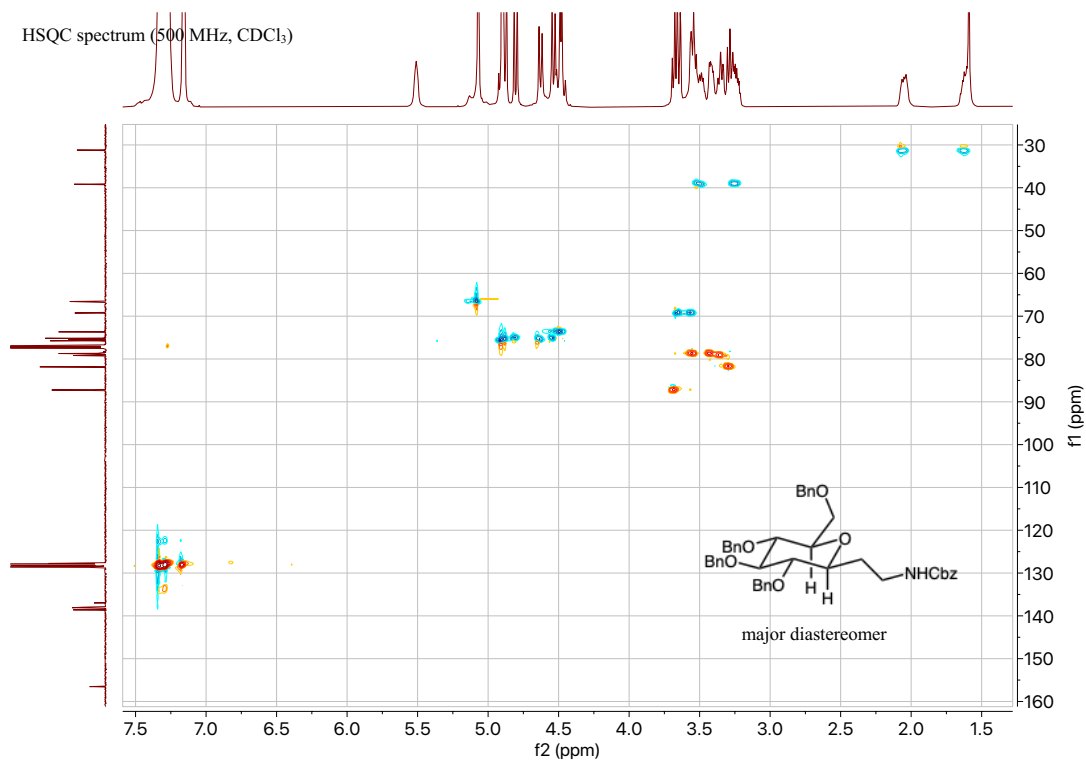 HSQC spectrum (500 MHz, CDCl₃)
30
40
50
60
70
80
90
100
110
120
130
140
150
160
f1 (ppm)
BnO
O
BnO
BnO
BnO
H
H
NHCbz
major diastereomer
7.5 7.0 6.5 6.0 5.5 5.0 4.5 4.0 3.5 3.0 2.5 2.0 1.5
f2 (ppm)